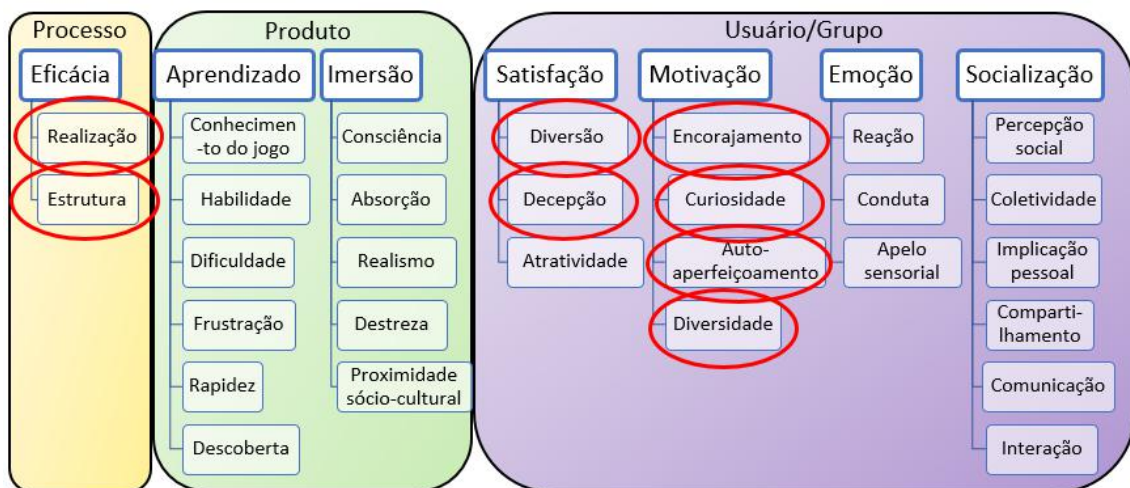 Processo
Eficácia
Realização
Estrutura
Produto
Aprendizado
Conhecimen
-to do jogo
Habilidade
Dificuldade
Frustração
Rapidez
Descoberta
Imersão
Consciência
Absorção
Realismo
Destreza
Proximidade
sócio-cultural
Usuário/Grupo
Satisfação
Diversão
Decepção
Atratividade
Motivação
Encorajamento
Curiosidade
Auto-
aperfeiçoamento
Diversidade
Emoção
Reação
Conduta
Apelo
sensorial
Socialização
Percepção
social
Coletividade
Implicação
pessoal
Comparti-
lhamento
Comunicação
Interação